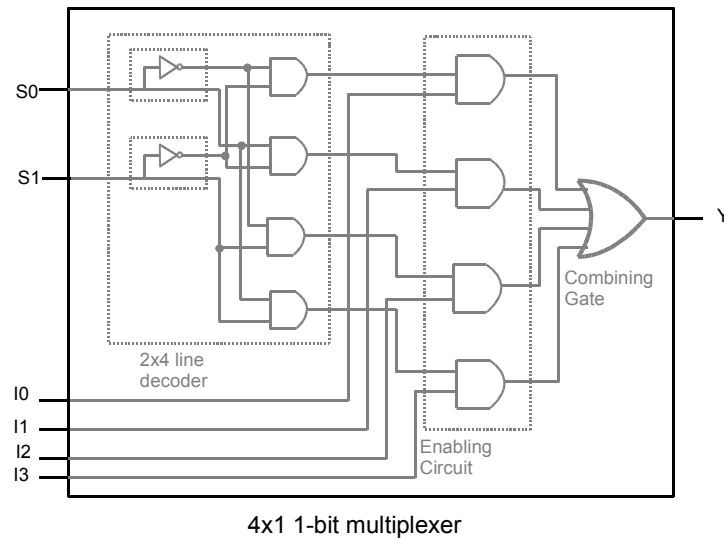 S0
S1
Y
Combining
Gate
2x4 line
decoder
I0
I1
I2
I3
Enabling
Circuit
4x1 1-bit multiplexer